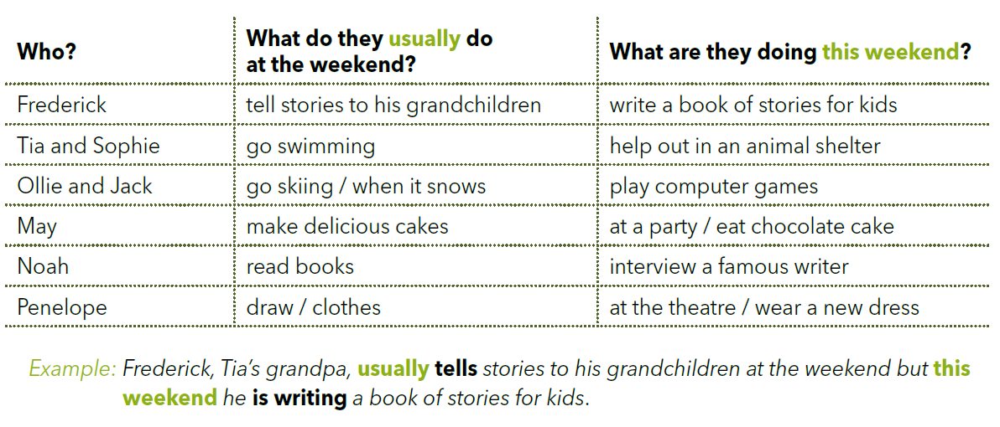 Who? What do they usually do at the weekend? What are they doing this weekend?
Frederick tell stories to his grandchildren write a book of stories for kids
Tia and Sophie go swimming help out in an animal shelter
Ollie and Jack go skiing / when it snows play computer games
May make delicious cakes at a party / eat chocolate cake
Noah read books interview a famous writer
Penelope draw / clothes at the theatre / wear a new dress
Example: Frederick, Tia’s grandpa, usually tells stories to his grandchildren at the weekend but this
weekend he is writing a book of stories for kids.